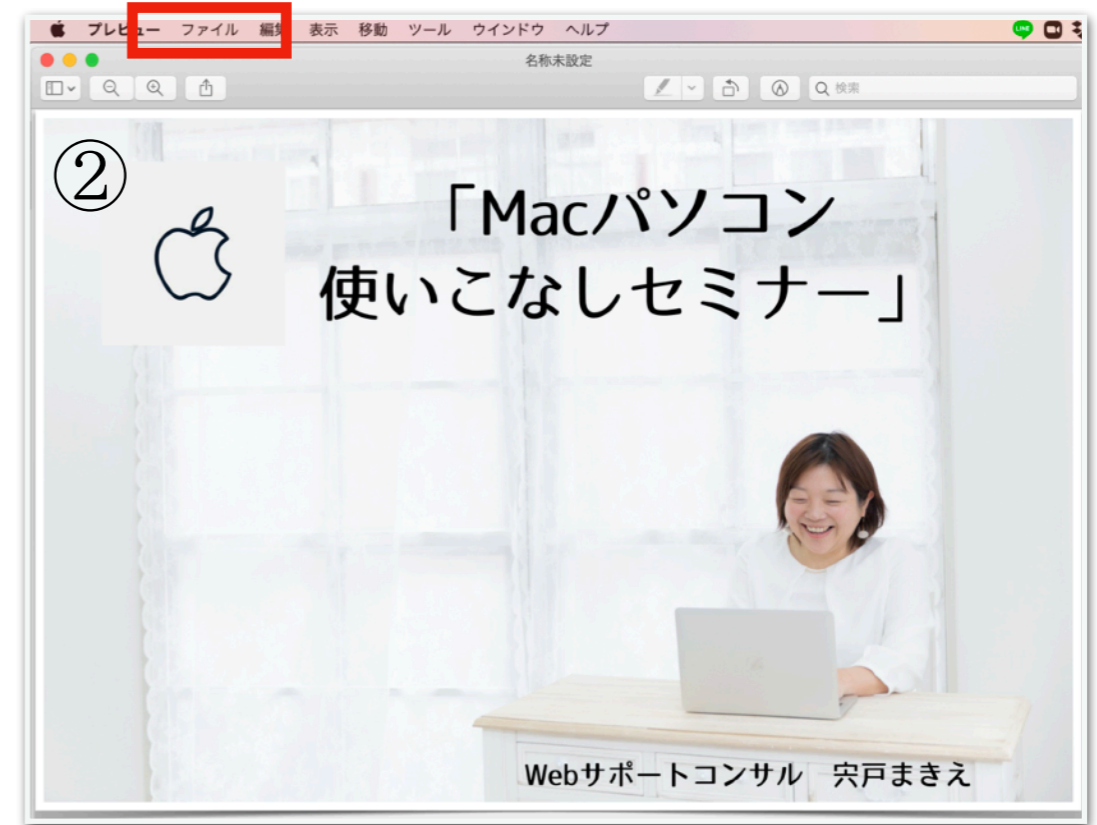 プレビュー ファイル 編集 表示 移動 ツール ウインドウ ヘルプ
LINE
名称未設定
検索
②
「Macパソコン
使いこなしセミナー」
Webサポートコンサル 宍戸まきえ